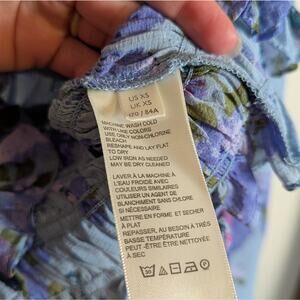 US XS
UK XS
170 / 84A
MACHINE WASH COLD
WITH LIKE COLORS
USE ONLY NON-CHLORINE
BLEACH
RESHAPE AND LAY FLAT
TO DRY
LOW IRON AS NEEDED
MAY BE DRY CLEANED
LAVER À LA MACHINE À
L'EAU FROIDE AVEC
COULEURS SIMILAIRES
UTILISER UN AGENT DE
BLANCHIMENT SANS CHLORE
SI NÉCESSAIRE
METTRE EN FORME ET SECHER
À PLAT
REPASSER, AU BESOIN À TRÈS
BASSE TEMPÉRATURE
PEUT -ÊTRE ÊTRE NETTOYÉE
À SEC
30
P